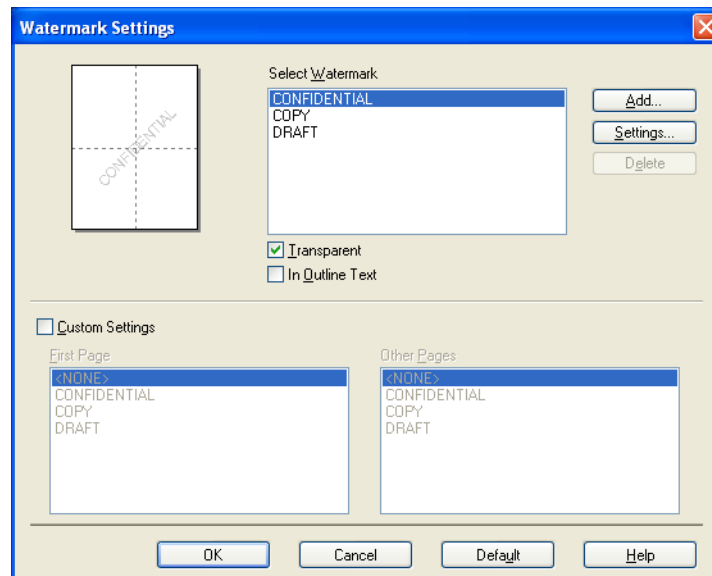 Watermark Settings
CONFIDENTIAL
Select Watermark
CONFIDENTIAL
COPY
DRAFT
Add...
Settings...
Delete
Transparent
In Outline Text
Custom Settings
First Page
<NONE>
CONFIDENTIAL
COPY
DRAFT
Other Pages
<NONE>
CONFIDENTIAL
COPY
DRAFT
OK
Cancel
Default
Help